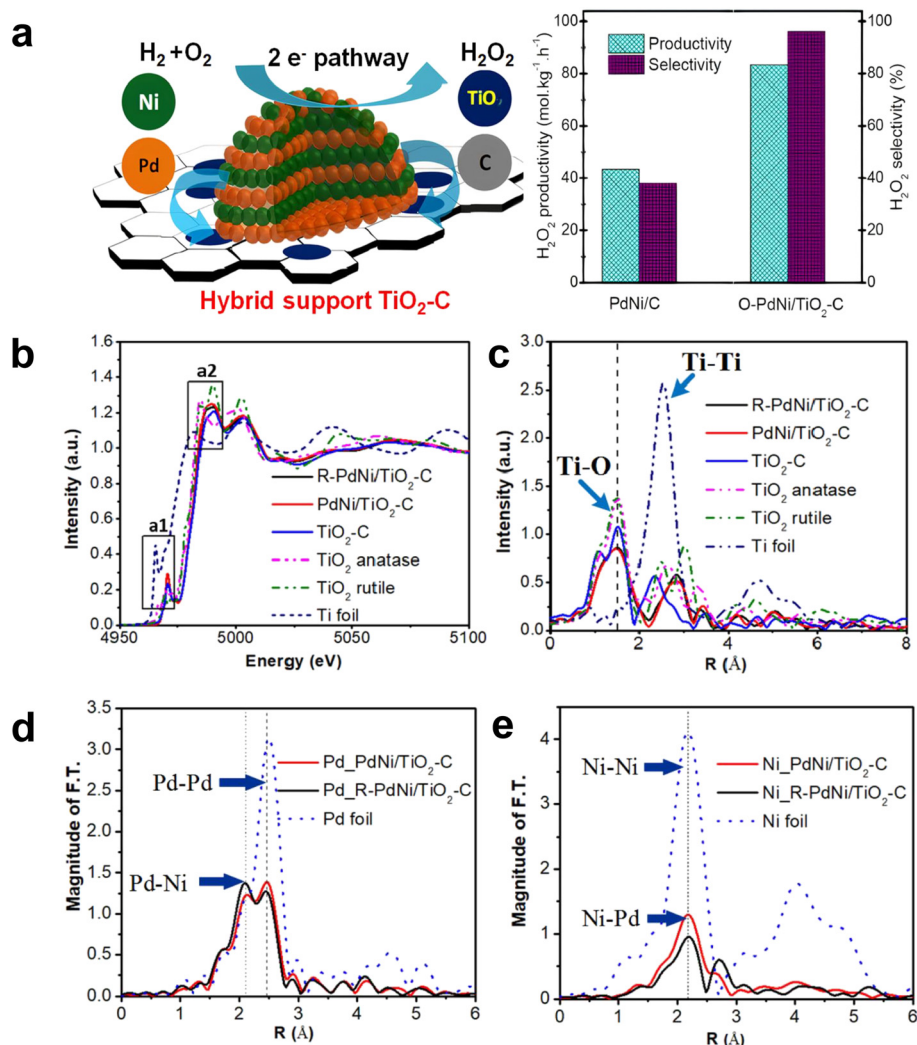 a
H₂ +O₂
2 e⁻ pathway
H₂O₂
Ni
TiO₂
Pd
C
Hybrid support TiO₂-C
H₂O₂ productivity (mol.kg⁻¹.h⁻¹)
100
80
60
40
20
0
Productivity
Selectivity
PdNi/C
O-PdNi/TiO₂-C
100
80
60
40
20
0
H₂O₂ selectivity (%)
b
Intensity (a.u.)
1.6
1.4
1.2
1.0
0.8
0.6
0.4
0.2
0.0
a2
a1
R-PdNi/TiO₂-C
PdNi/TiO₂-C
TiO₂-C
TiO₂ anatase
TiO₂ rutile
Ti foil
4950 5000 5050 5100
Energy (eV)
c
Intensity (a.u.)
3.0
2.5
2.0
1.5
1.0
0.5
0.0
Ti-Ti
Ti-O
R-PdNi/TiO₂-C
PdNi/TiO₂-C
TiO₂-C
TiO₂ anatase
TiO₂ rutile
Ti foil
0 2 4 6 8
R (Å)
d
Magnitude of F.T.
3.5
3.0
2.5
2.0
1.5
1.0
0.5
0.0
Pd-Pd
Pd-Ni
Pd_PdNi/TiO₂-C
Pd_R-PdNi/TiO₂-C
Pd foil
0 1 2 3 4 5 6
R (Å)
e
Magnitude of F.T.
4
3
2
1
0
Ni-Ni
Ni-Pd
Ni_PdNi/TiO₂-C
Ni_R-PdNi/TiO₂-C
Ni foil
0 1 2 3 4 5 6
R (Å)